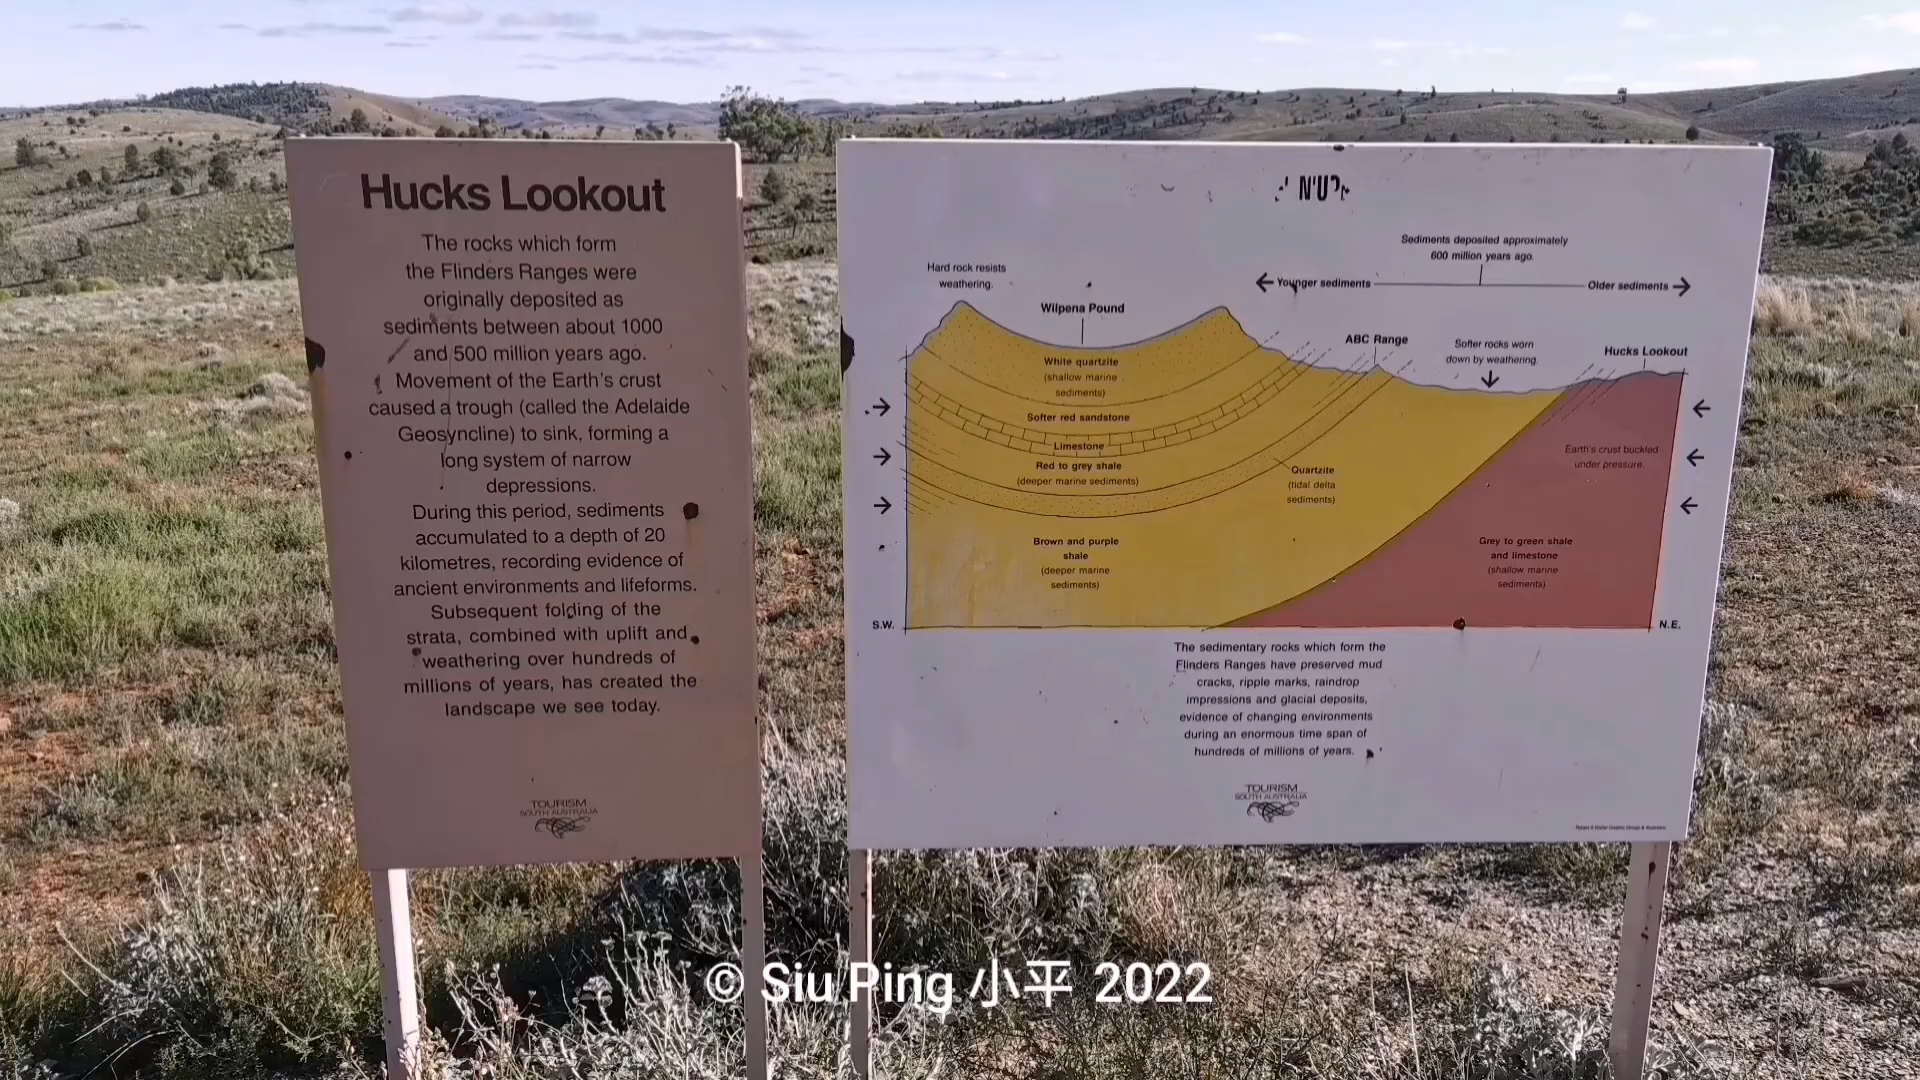 Hucks Lookout
The rocks which form
the Flinders Ranges were
originally deposited as
sediments between about 1000
and 500 million years ago.
Movement of the Earth's crust
caused a trough (called the Adelaide
Geosyncline) to sink, forming a
long system of narrow
depressions.
During this period, sediments
accumulated to a depth of 20
kilometres, recording evidence of
ancient environments and lifeforms.
Subsequent folding of the
strata, combined with uplift and
weathering over hundreds of
millions of years, has created the
landscape we see today.
TOURISM
SOUTH AUSTRALIA
Sediments deposited approximately
600 million years ago.
Younger sediments
Older sediments
Hard rock resists
weathering.
Wilpena Pound
ABC Range
Softer rocks worn
down by weathering.
Hucks Lookout
White quartzite
(shallow marine
sediments)
Softer red sandstone
Limestone
Red to grey shale
(deeper marine sediments)
Quartzite
(tidal delta
sediments)
Earth's crust buckled
under pressure.
Brown and purple
shale
(deeper marine
sediments)
Grey to green shale
and limestone
(shallow marine
sediments)
S.W.
N.E.
The sedimentary rocks which form the
Flinders Ranges have preserved mud
cracks, ripple marks, raindrop
impressions and glacial deposits,
evidence of changing environments
during an enormous time span of
hundreds of millions of years.
TOURISM
SOUTH AUSTRALIA
© Siu Ping 小平 2022